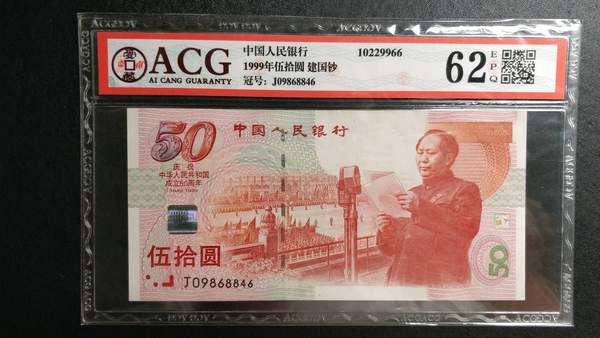 ACG
AI CANG GUARANTY
中国人民银行
10229966
1999年伍拾圆 建国钞
冠号: J09868846
62
EPQ
50
中国人民银行
庆祝
中华人民共和国
成立50周年
1949 1999
伍拾圆
J09868846
50